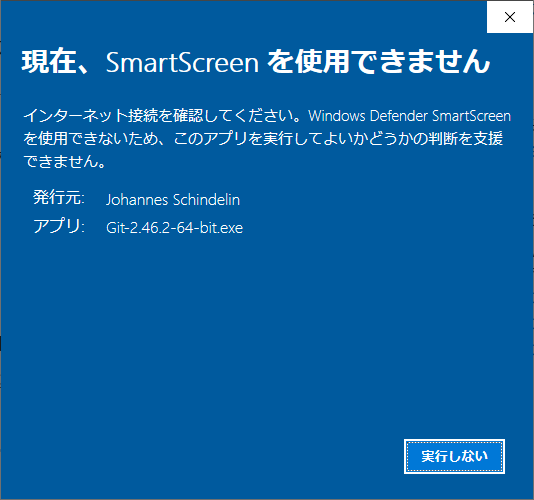 現在、SmartScreen を使用できません
インターネット接続を確認してください。Windows Defender SmartScreen
を使用できないため、このアプリを実行してよいかどうかの判断を支援
できません。
発行元: Johannes Schindelin
アプリ: Git-2.46.2-64-bit.exe
実行しない